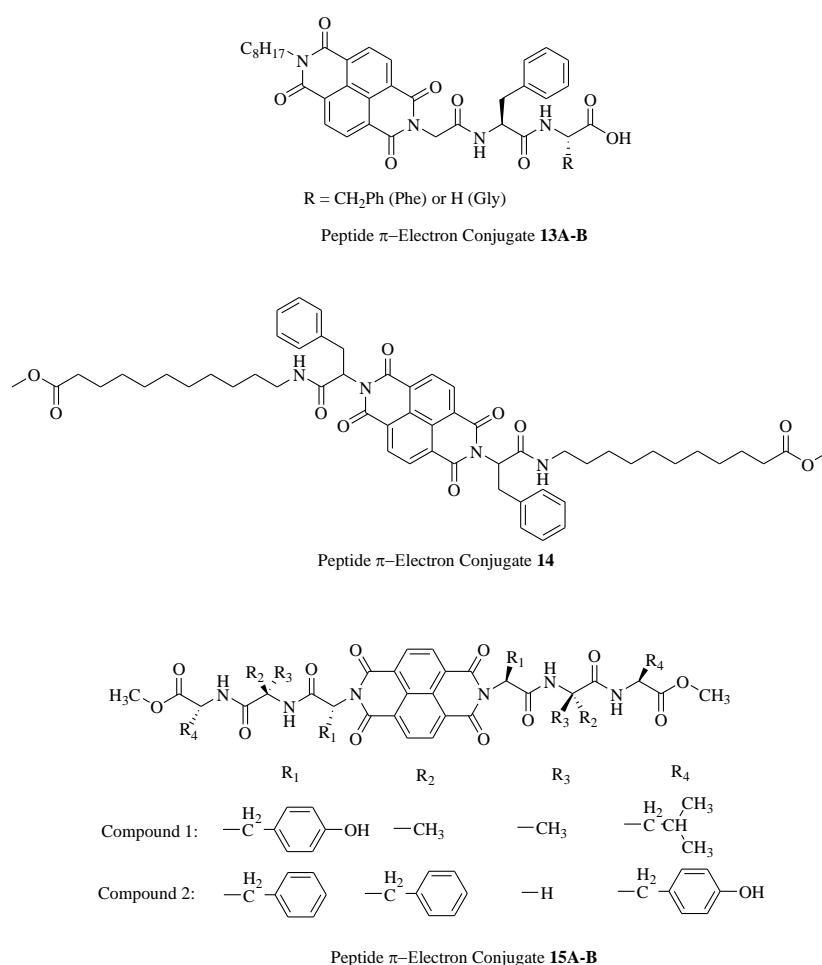 C8H17
N
O
O
O
O
N
O
N
H
O
H
N
O
OH
R
R = CH2Ph (Phe) or H (Gly)
Peptide π−Electron Conjugate 13A-B
O
O
H
N
O
N
O
O
O
O
N
O
N
H
O
O
Peptide π−Electron Conjugate 14
H3CO
O
R4
H
N
O
R2
R3
N
H
O
R1
N
O
O
O
O
N
R1
O
H
N
R3
R2
O
N
H
R4
O
OCH3
R1 R2 R3 R4
Compound 1: H2 C OH CH3 CH3 H2 C CH CH3 CH3
Compound 2: H2 C H2 C H H2 C OH
Peptide π−Electron Conjugate 15A-B